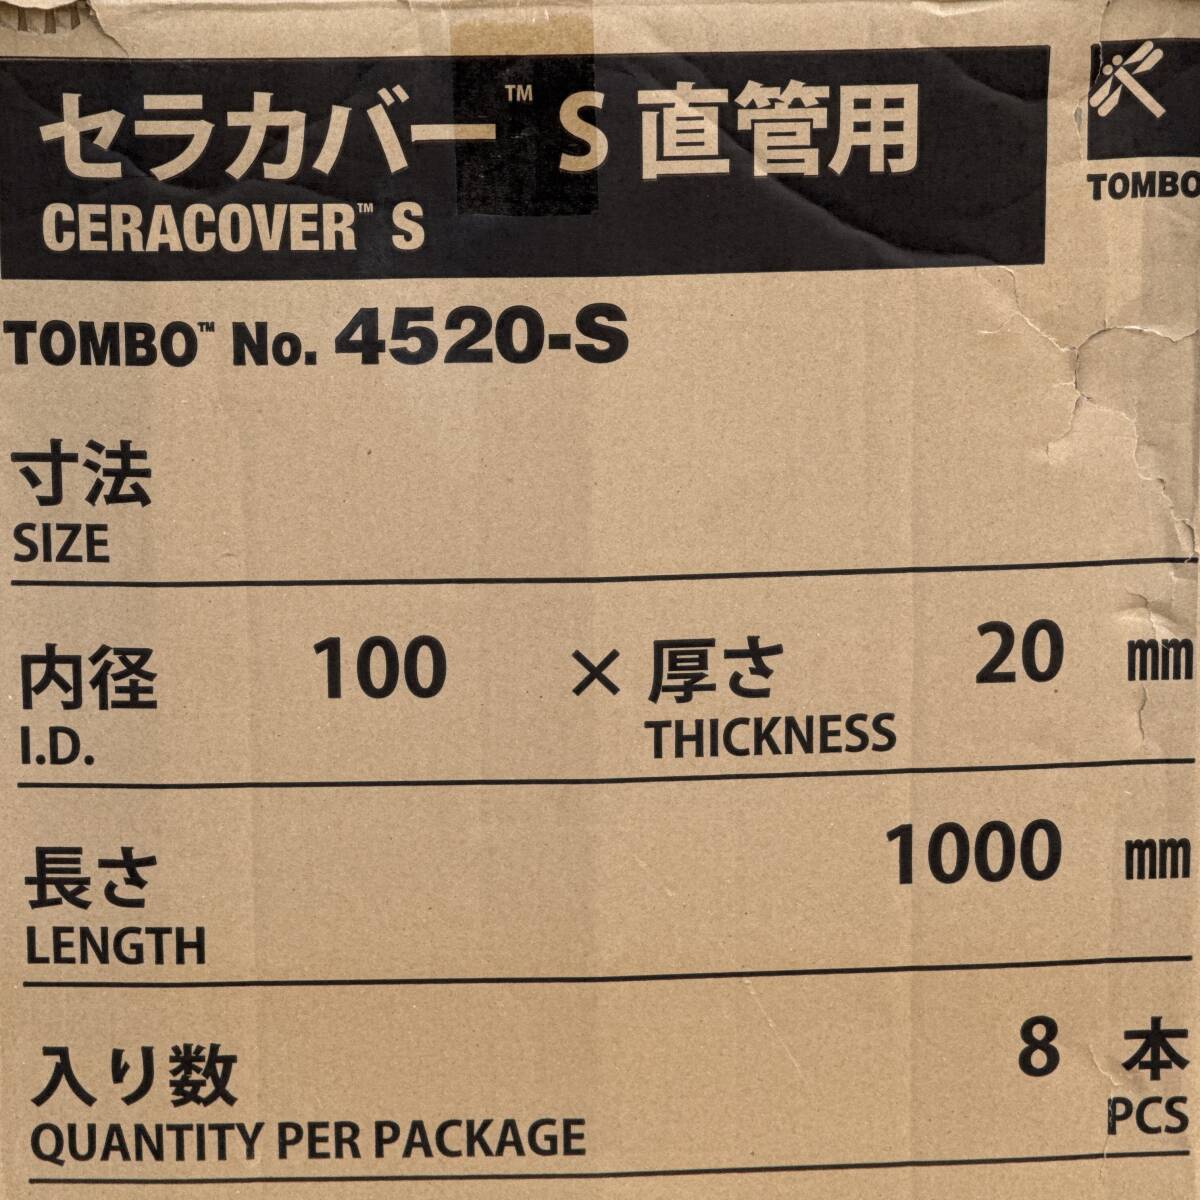 セラカバー™ S 直管用
CERACOVER™ S
TOMBO
TOMBO™ No. 4520-S
寸法
SIZE
内径 100 × 厚さ 20 mm
I.D. THICKNESS
長さ 1000 mm
LENGTH
入り数 8 本
QUANTITY PER PACKAGE PCS